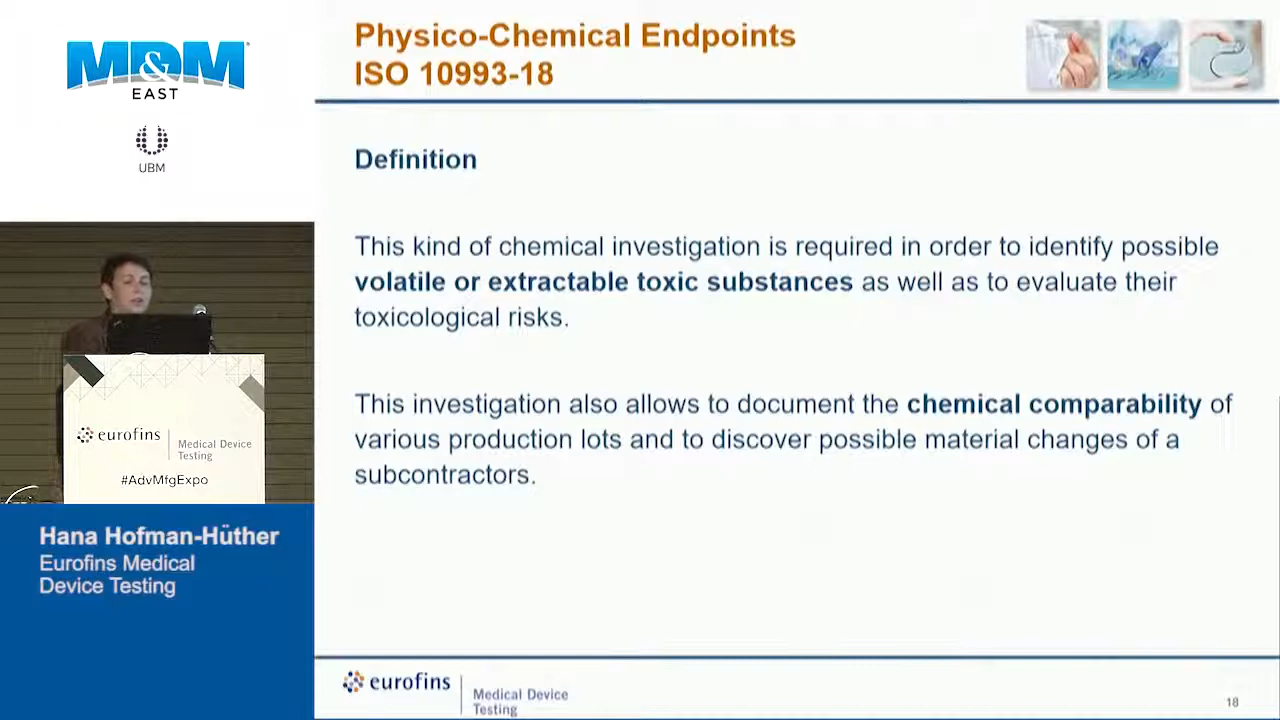 MD&M
EAST
UBM
Physico-Chemical Endpoints
ISO 10993-18
Definition
This kind of chemical investigation is required in order to identify possible
volatile or extractable toxic substances as well as to evaluate their
toxicological risks.
This investigation also allows to document the chemical comparability of
various production lots and to discover possible material changes of a
subcontractors.
eurofins
Medical Device
Testing
#AdvMfgExpo
Hana Hofman-Hüther
Eurofins Medical
Device Testing
eurofins
Medical Device
Testing
18